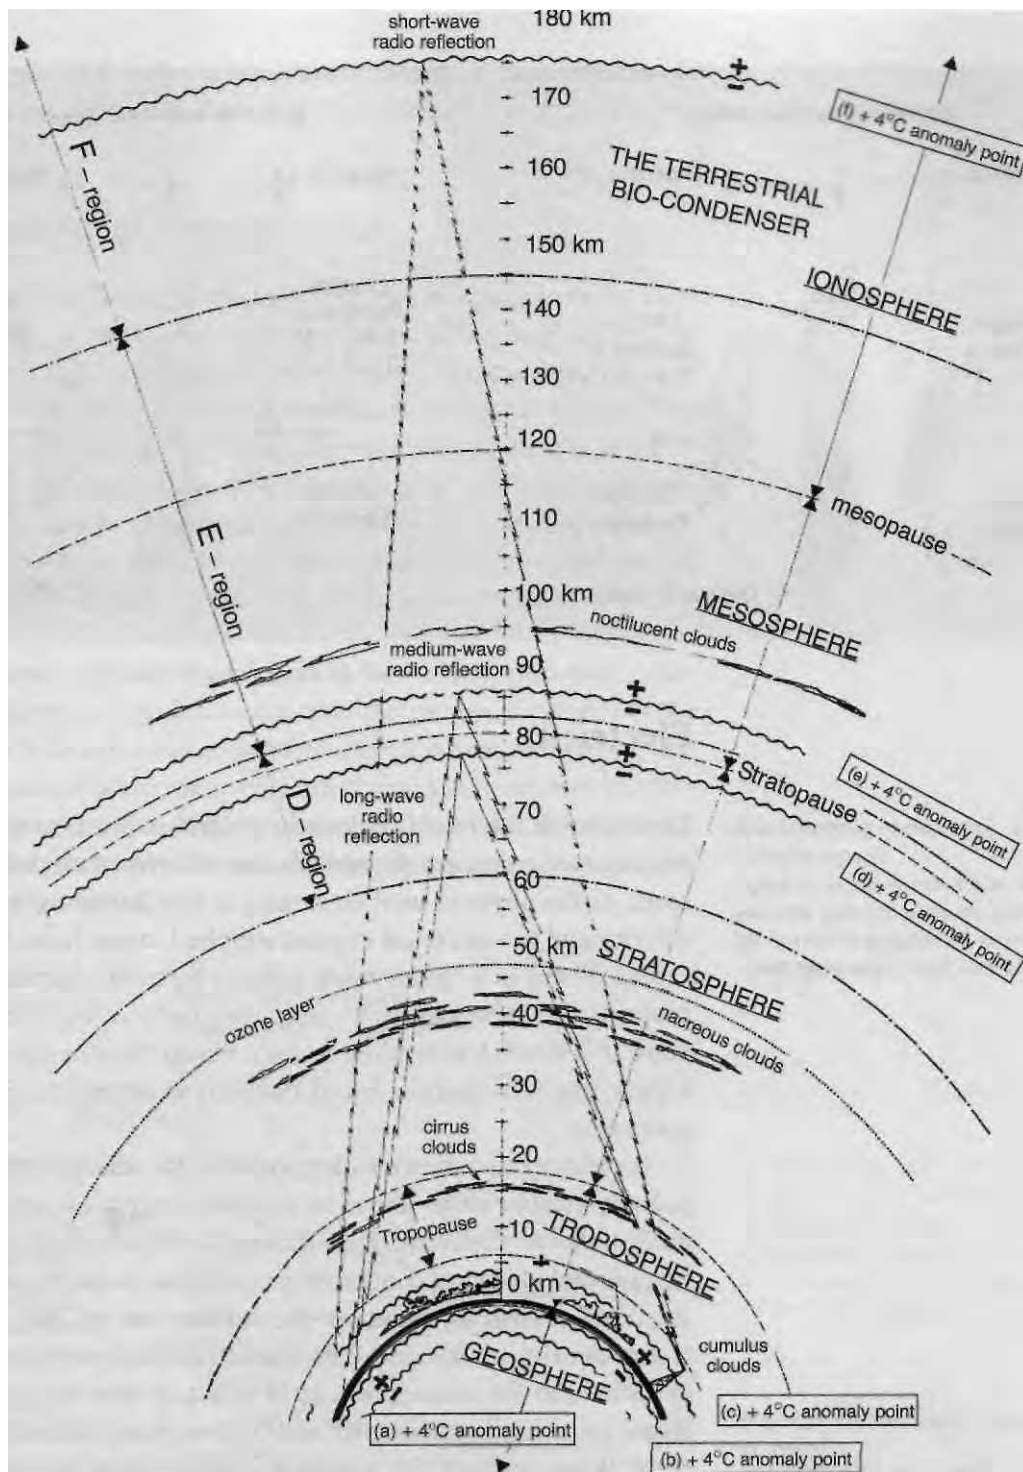 short-wave
radio reflection
180 km
170
(f) + 4°C anomaly point
160
THE TERRESTRIAL
BIO-CONDENSER
F – region
150 km
IONOSPHERE
140
130
120
mesopause
110
E – region
100 km
MESOSPHERE
noctilucent clouds
medium-wave
radio reflection
90
80
Stratopause
(e) + 4°C anomaly point
D – region
long-wave
radio
reflection
70
60
(d) + 4°C anomaly point
50 km
STRATOSPHERE
ozone layer
40
nacreous clouds
30
cirrus
clouds
20
Tropopause
10
TROPOSPHERE
0 km
cumulus
clouds
GEOSPHERE
(c) + 4°C anomaly point
(a) + 4°C anomaly point
(b) + 4°C anomaly point